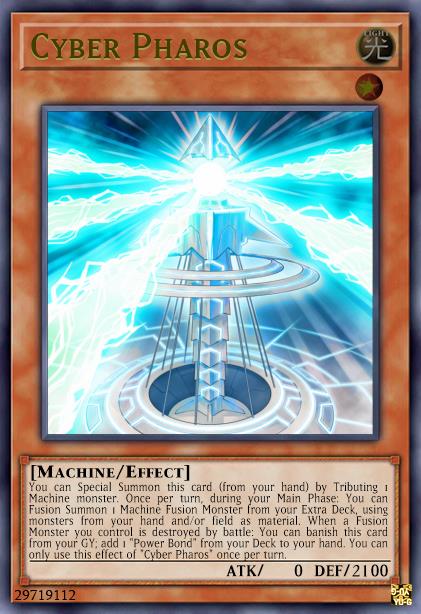 CYBER PHAROS
LIGHT
光
[MACHINE/EFFECT]
You can Special Summon this card (from your hand) by Tributing 1
Machine monster. Once per turn, during your Main Phase: You can
Fusion Summon 1 Machine Fusion Monster from your Extra Deck, using
monsters from your hand and/or field as material. When a Fusion
Monster you control is destroyed by battle: You can banish this card
from your GY; add 1 "Power Bond" from your Deck to your hand. You can
only use this effect of "Cyber Pharos" once per turn.
ATK/ 0 DEF/2100
29719112